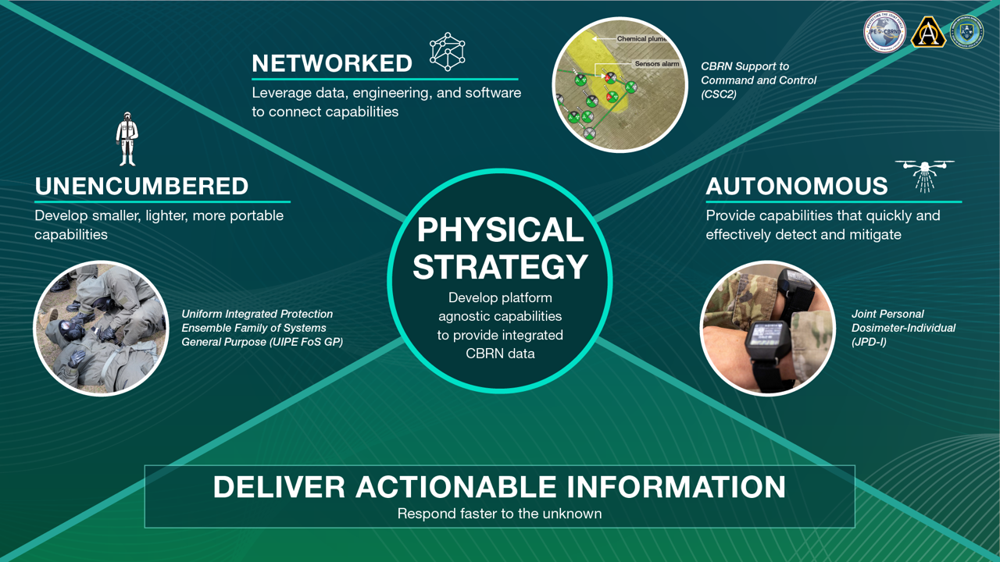 NETWORKED
Leverage data, engineering, and software
to connect capabilities
Chemical plume
Sensors alarm
CBRN Support to
Command and Control
(CSC2)
UNENCUMBERED
Develop smaller, lighter, more portable
capabilities
Uniform Integrated Protection
Ensemble Family of Systems
General Purpose (UIPE FoS GP)
AUTONOMOUS
Provide capabilities that quickly and
effectively detect and mitigate
Joint Personal
Dosimeter-Individual
(JPD-I)
PHYSICAL
STRATEGY
Develop platform
agnostic capabilities
to provide integrated
CBRN data
DELIVER ACTIONABLE INFORMATION
Respond faster to the unknown